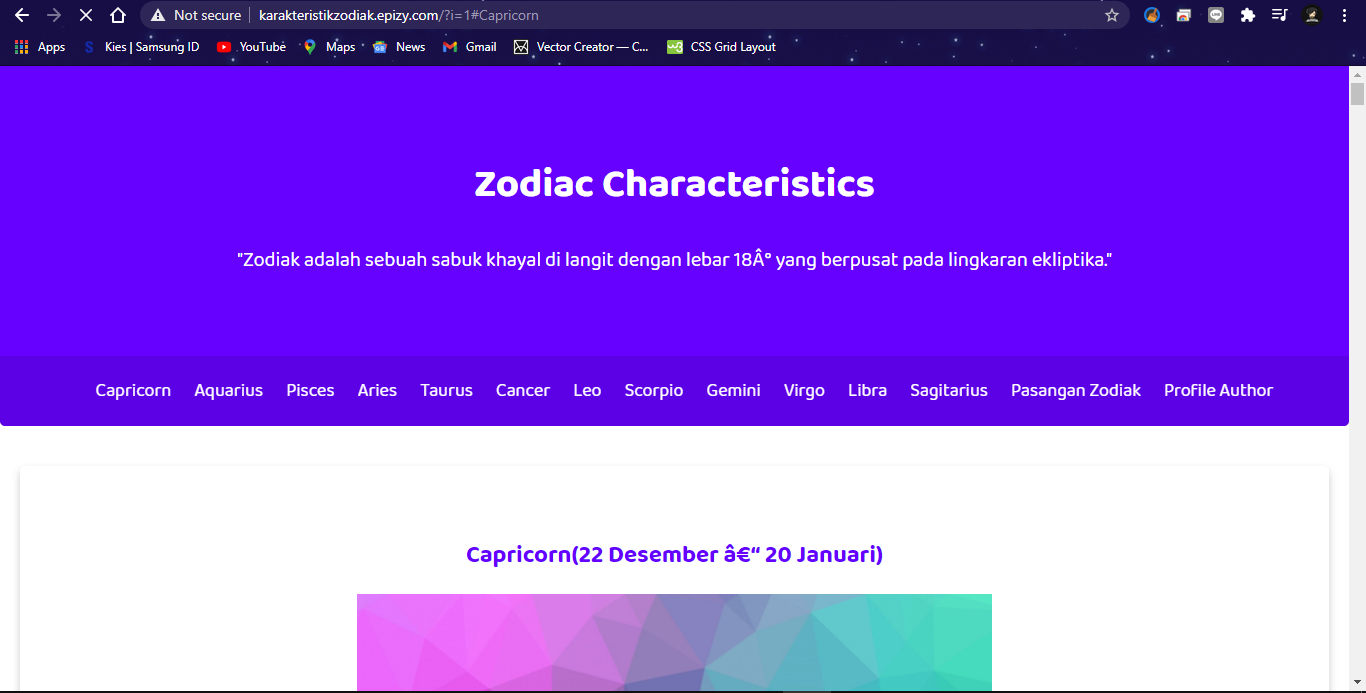 Not secure karakteristikzodiak.epizy.com/?i=1#Capricorn
Apps Kies | Samsung ID YouTube Maps News Gmail Vector Creator — C... CSS Grid Layout
Zodiac Characteristics
"Zodiak adalah sebuah sabuk khayal di langit dengan lebar 18Â° yang berpusat pada lingkaran ekliptika."
Capricorn Aquarius Pisces Aries Taurus Cancer Leo Scorpio Gemini Virgo Libra Sagitarius Pasangan Zodiak Profile Author
Capricorn(22 Desember â€“ 20 Januari)